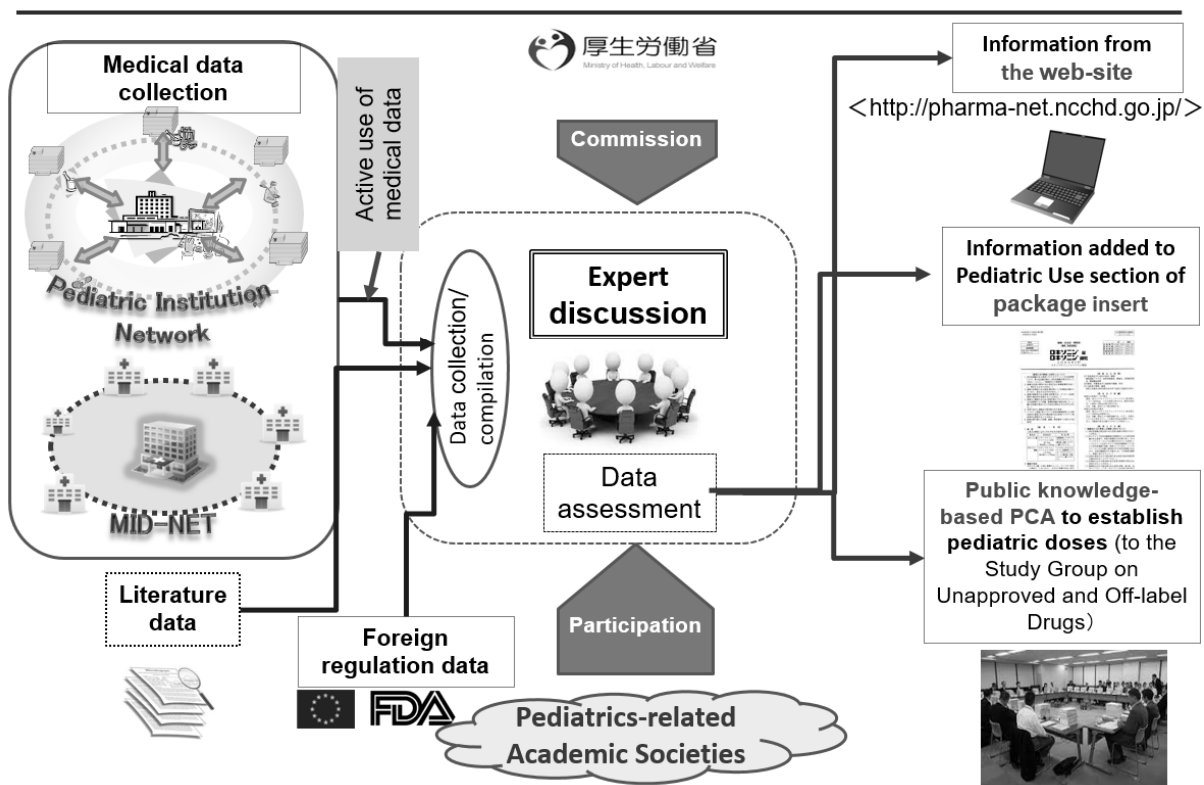 Medical data
collection
Pediatric Institution
Network
MID-NET
Literature
data
Active use of
medical data
Foreign
regulation data
FDA
厚生労働省
Ministry of Health, Labour and Welfare
Commission
Data collection/
compilation
Expert
discussion
Data
assessment
Participation
Pediatrics-related
Academic Societies
Information from
the web-site
<http://pharma-net.ncchd.go.jp/>
Information added to
Pediatric Use section of
package insert
Public knowledge-
based PCA to establish
pediatric doses (to the
Study Group on
Unapproved and Off-label
Drugs）